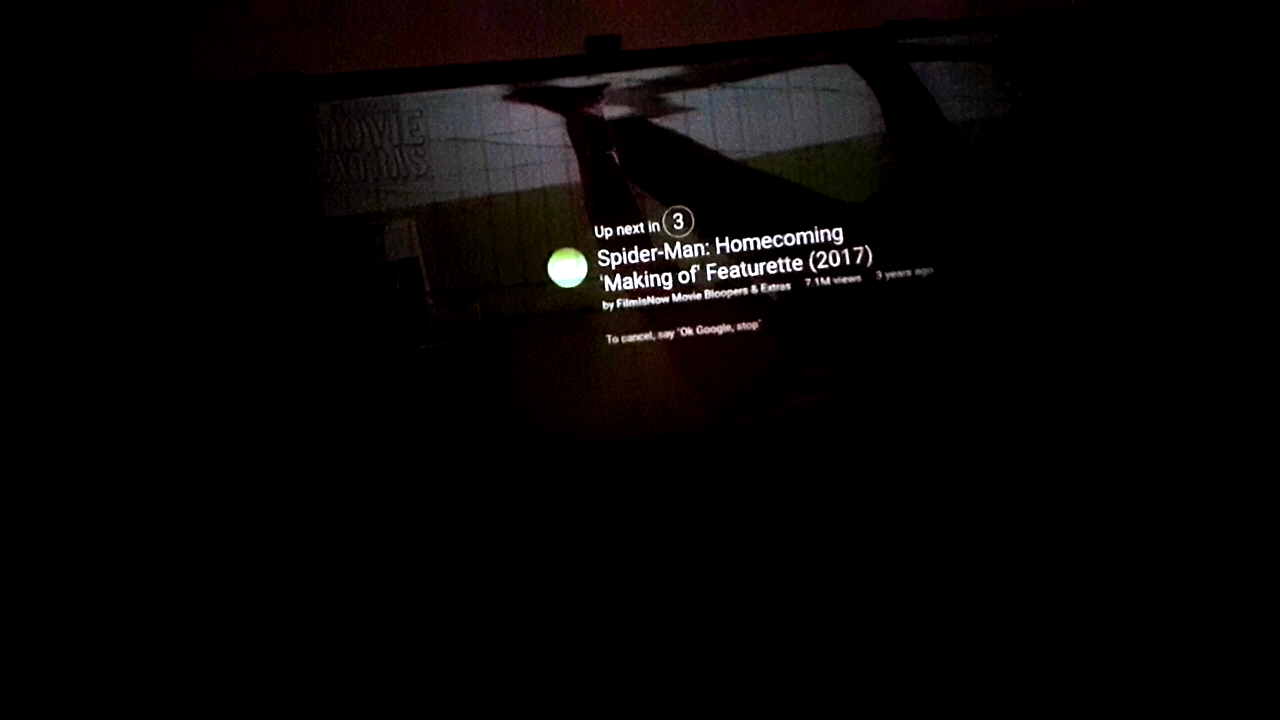 MOVIE
EXTRAS
Up next in 3
Spider-Man: Homecoming
'Making of' Featurette (2017)
by FilmIsNow Movie Bloopers & Extras 7.1M views 3 years ago
To cancel, say "Ok Google, stop"